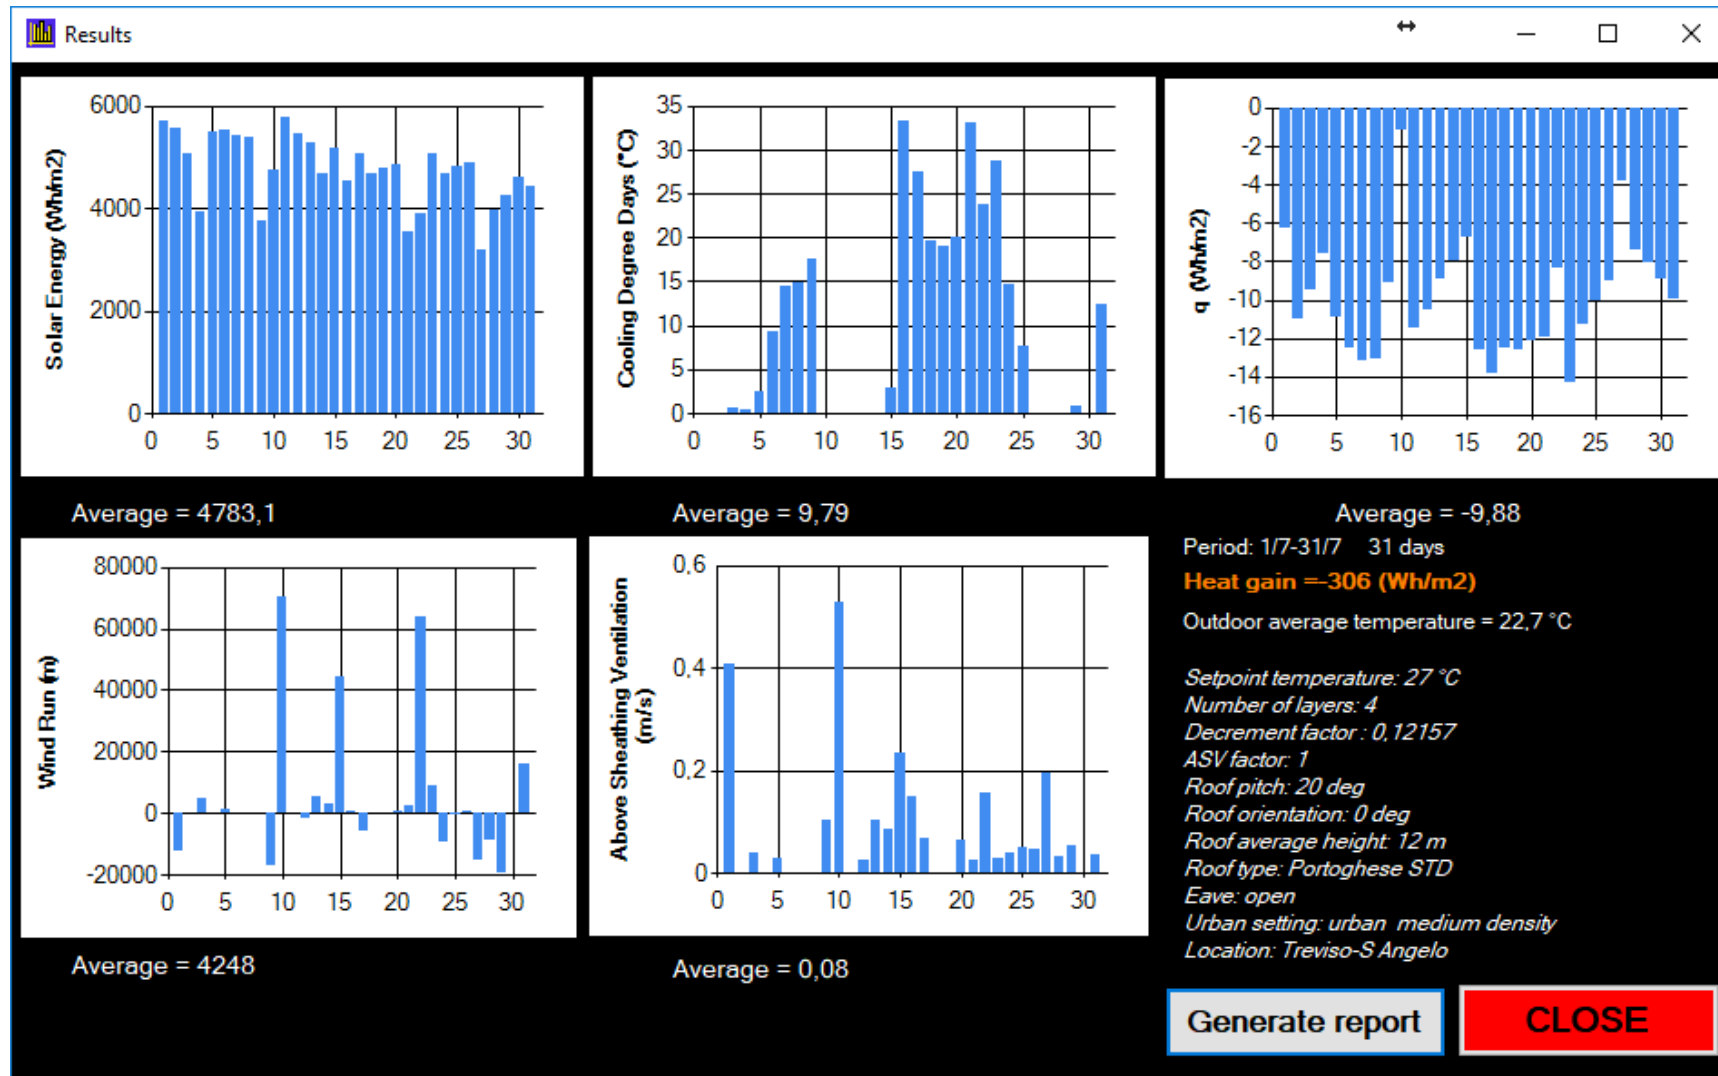 Results
Solar Energy (Wh/m2)
6000
4000
2000
0
0 5 10 15 20 25 30
Average = 4783,1
Cooling Degree Days (°C)
35
30
25
20
15
10
5
0
0 5 10 15 20 25 30
Average = 9,79
q (Wh/m2)
0
-2
-4
-6
-8
-10
-12
-14
-16
0 5 10 15 20 25 30
Average = -9,88
Wind Run (m)
80000
60000
40000
20000
0
-20000
0 5 10 15 20 25 30
Average = 4248
Above Sheathing Ventilation
(m/s)
0,6
0,4
0,2
0
0 5 10 15 20 25 30
Average = 0,08
Period: 1/7-31/7 31 days
Heat gain =-306 (Wh/m2)
Outdoor average temperature = 22,7 °C
Setpoint temperature: 27 °C
Number of layers: 4
Decrement factor : 0,12157
ASV factor: 1
Roof pitch: 20 deg
Roof orientation: 0 deg
Roof average height: 12 m
Roof type: Portoghese STD
Eave: open
Urban setting: urban medium density
Location: Treviso-S Angelo
Generate report
CLOSE